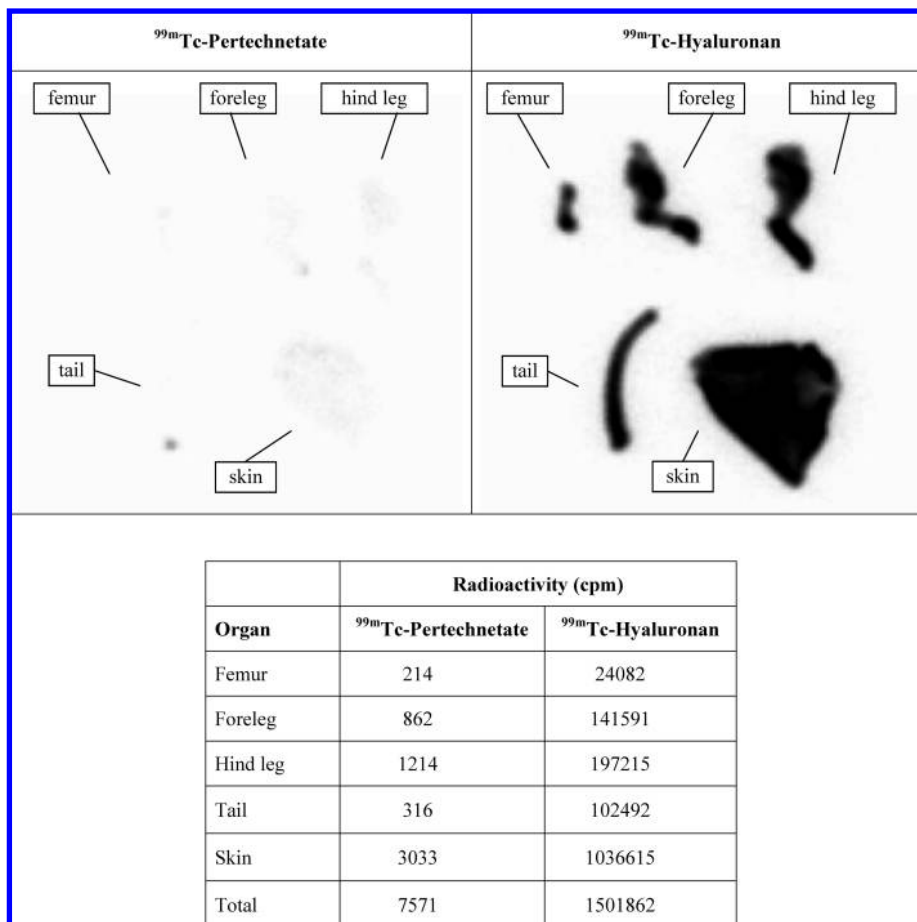 99mTc-Pertechnetate 99mTc-Hyaluronan
femur foreleg hind leg femur foreleg hind leg
tail tail
skin skin
Radioactivity (cpm)
Organ 99mTc-Pertechnetate 99mTc-Hyaluronan
Femur 214 24082
Foreleg 862 141591
Hind leg 1214 197215
Tail 316 102492
Skin 3033 1036615
Total 7571 1501862